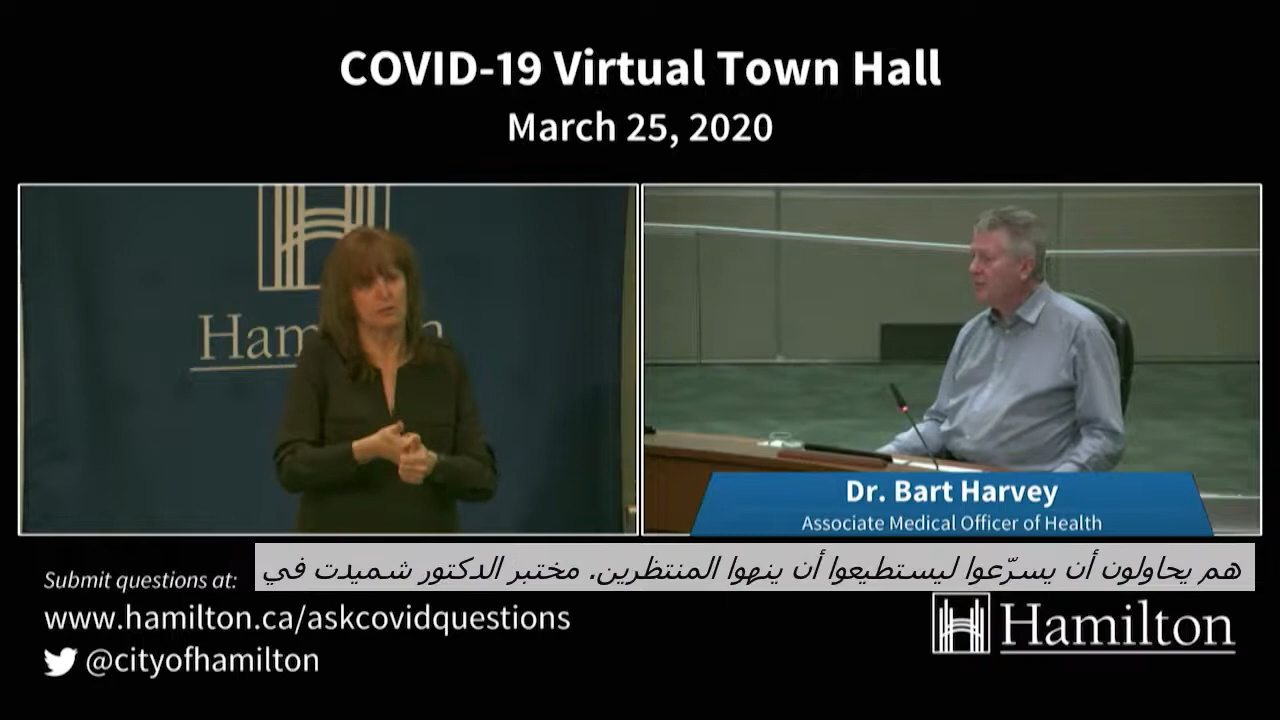 COVID-19 Virtual Town Hall
March 25, 2020
Ham n
Dr. Bart Harvey
Associate Medical Officer of Health
هم يحاولون أن يسرّعوا ليستطيعوا أن ينهوا المنتظرين. مختبر الدكتور شميدت في
Submit questions at:
www.hamilton.ca/askcovidquestions
@cityofhamilton
Hamilton